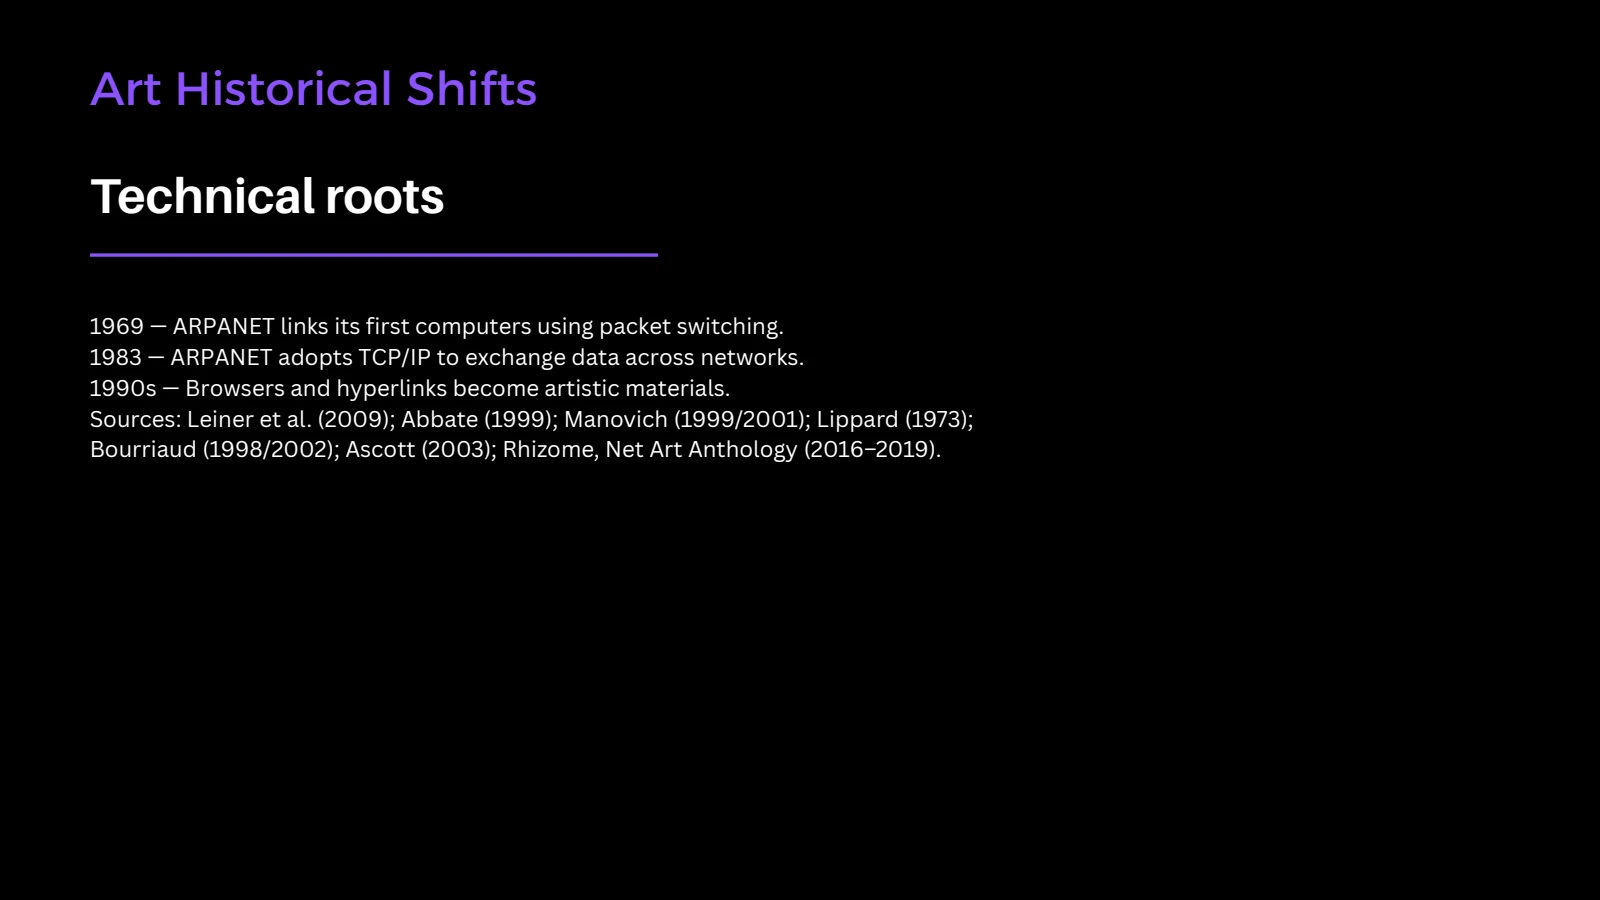 Art Historical Shifts
Technical roots
1969 — ARPANET links its first computers using packet switching.
1983 — ARPANET adopts TCP/IP to exchange data across networks.
1990s — Browsers and hyperlinks become artistic materials.
Sources: Leiner et al. (2009); Abbate (1999); Manovich (1999/2001); Lippard (1973);
Bourriaud (1998/2002); Ascott (2003); Rhizome, Net Art Anthology (2016–2019).